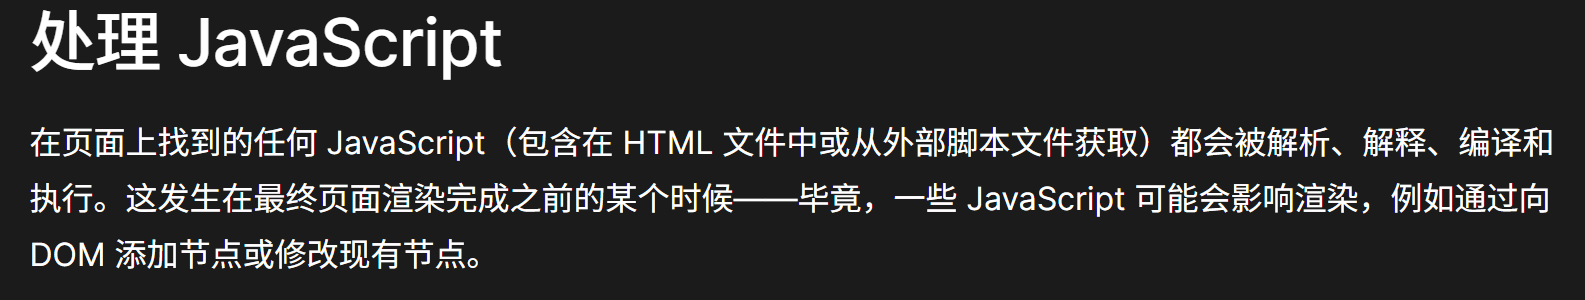 处理 JavaScript
在页面上找到的任何 JavaScript（包含在 HTML 文件中或从外部脚本文件获取）都会被解析、解释、编译和
执行。这发生在最终页面渲染完成之前的某个时候——毕竟，一些 JavaScript 可能会影响渲染，例如通过向
DOM 添加节点或修改现有节点。